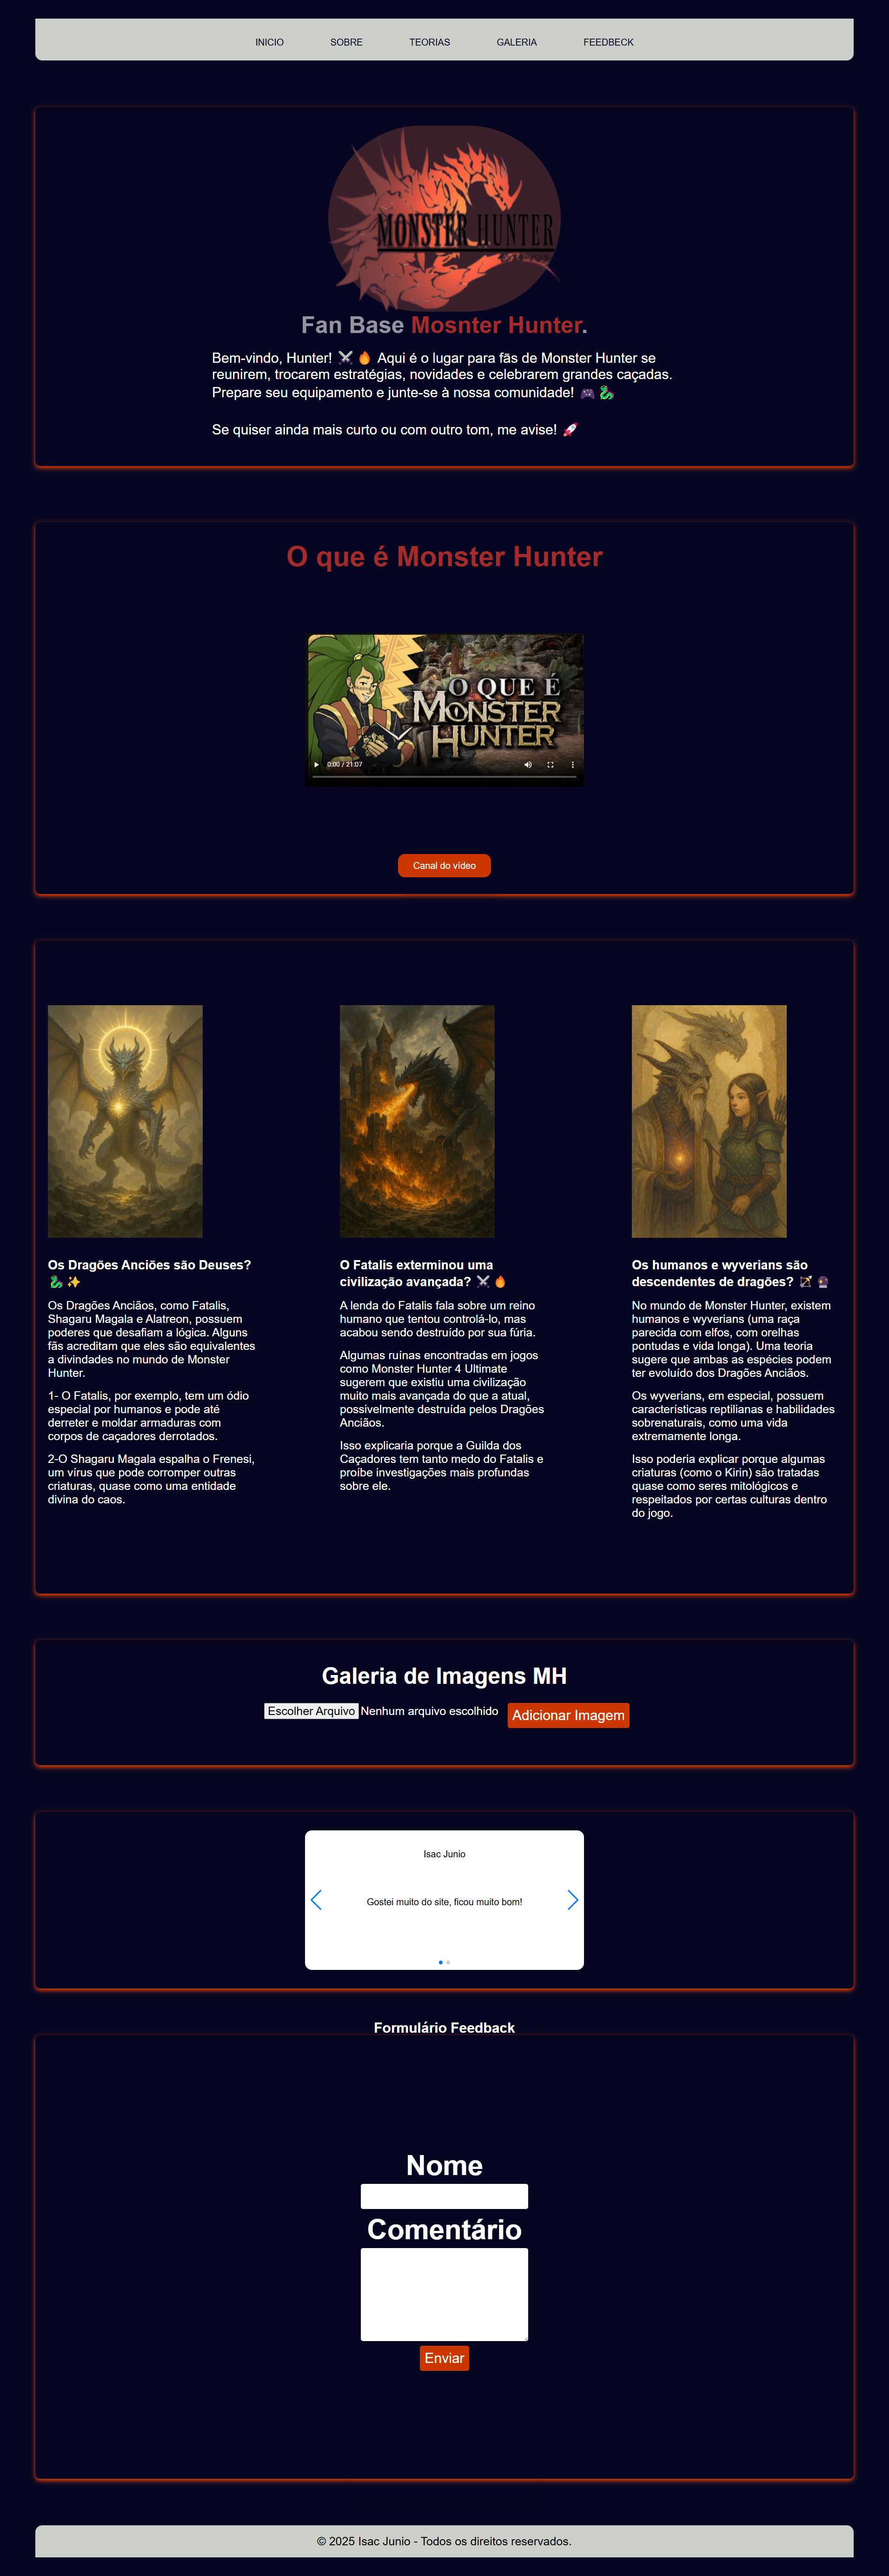 INICIO SOBRE TEORIAS GALERIA FEEDBECK
MONSTER HUNTER
Fan Base Mosnter Hunter.
Bem-vindo, Hunter! ⚔️🔥 Aqui é o lugar para fãs de Monster Hunter se
reunirem, trocarem estratégias, novidades e celebrarem grandes caçadas.
Prepare seu equipamento e junte-se à nossa comunidade! 🎮🐉
Se quiser ainda mais curto ou com outro tom, me avise! 🚀
O que é Monster Hunter
O QUE É
MONSTER
HUNTER
0:00 / 21:07
Canal do vídeo
Os Dragões Anciões são Deuses?
🐉✨
Os Dragões Anciãos, como Fatalis,
Shagaru Magala e Alatreon, possuem
poderes que desafiam a lógica. Alguns
fãs acreditam que eles são equivalentes
a divindades no mundo de Monster
Hunter.
1- O Fatalis, por exemplo, tem um ódio
especial por humanos e pode até
derreter e moldar armaduras com
corpos de caçadores derrotados.
2-O Shagaru Magala espalha o Frenesi,
um vírus que pode corromper outras
criaturas, quase como uma entidade
divina do caos.
O Fatalis exterminou uma
civilização avançada? ⚔️🔥
A lenda do Fatalis fala sobre um reino
humano que tentou controlá-lo, mas
acabou sendo destruído por sua fúria.
Algumas ruínas encontradas em jogos
como Monster Hunter 4 Ultimate
sugerem que existiu uma civilização
muito mais avançada do que a atual,
possivelmente destruída pelos Dragões
Anciãos.
Isso explicaria porque a Guilda dos
Caçadores tem tanto medo do Fatalis e
proíbe investigações mais profundas
sobre ele.
Os humanos e wyverians são
descendentes de dragões? 🏹🔮
No mundo de Monster Hunter, existem
humanos e wyverians (uma raça
parecida com elfos, com orelhas
pontudas e vida longa). Uma teoria
sugere que ambas as espécies podem
ter evoluído dos Dragões Anciãos.
Os wyverians, em especial, possuem
características reptilianas e habilidades
sobrenaturais, como uma vida
extremamente longa.
Isso poderia explicar porque algumas
criaturas (como o Kirin) são tratadas
quase como seres mitológicos e
respeitados por certas culturas dentro
do jogo.
Galeria de Imagens MH
Escolher Arquivo Nenhum arquivo escolhido Adicionar Imagem
Isac Junio
Gostei muito do site, ficou muito bom!
Formulário Feedback
Nome
Comentário
Enviar
© 2025 Isac Junio - Todos os direitos reservados.